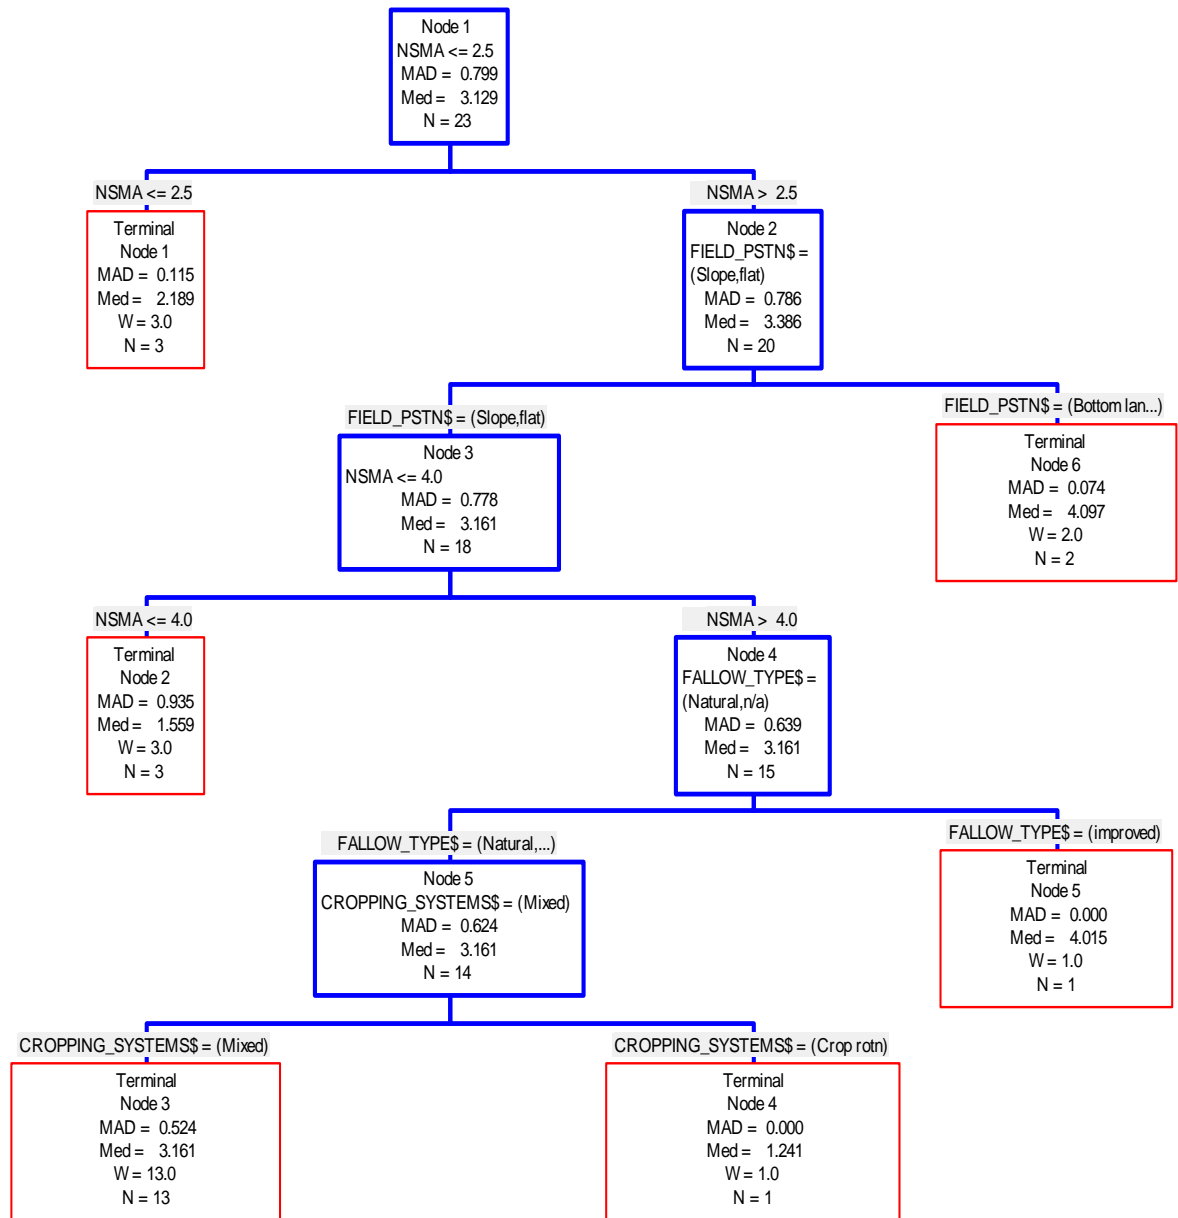 Node 1
NSMA <= 2.5
MAD = 0.799
Med = 3.129
N = 23
NSMA <= 2.5
NSMA > 2.5
Terminal
Node 1
MAD = 0.115
Med = 2.189
W = 3.0
N = 3
Node 2
FIELD_PSTN$ =
(Slope,flat)
MAD = 0.786
Med = 3.386
N = 20
FIELD_PSTN$ = (Slope,flat)
FIELD_PSTN$ = (Bottom lan...)
Node 3
NSMA <= 4.0
MAD = 0.778
Med = 3.161
N = 18
Terminal
Node 6
MAD = 0.074
Med = 4.097
W = 2.0
N = 2
NSMA <= 4.0
NSMA > 4.0
Terminal
Node 2
MAD = 0.935
Med = 1.559
W = 3.0
N = 3
Node 4
FALLOW_TYPE$ =
(Natural,n/a)
MAD = 0.639
Med = 3.161
N = 15
FALLOW_TYPE$ = (Natural,...)
FALLOW_TYPE$ = (improved)
Node 5
CROPPING_SYSTEMS$ = (Mixed)
MAD = 0.624
Med = 3.161
N = 14
Terminal
Node 5
MAD = 0.000
Med = 4.015
W = 1.0
N = 1
CROPPING_SYSTEMS$ = (Mixed)
CROPPING_SYSTEMS$ = (Crop rotn)
Terminal
Node 3
MAD = 0.524
Med = 3.161
W = 13.0
N = 13
Terminal
Node 4
MAD = 0.000
Med = 1.241
W = 1.0
N = 1